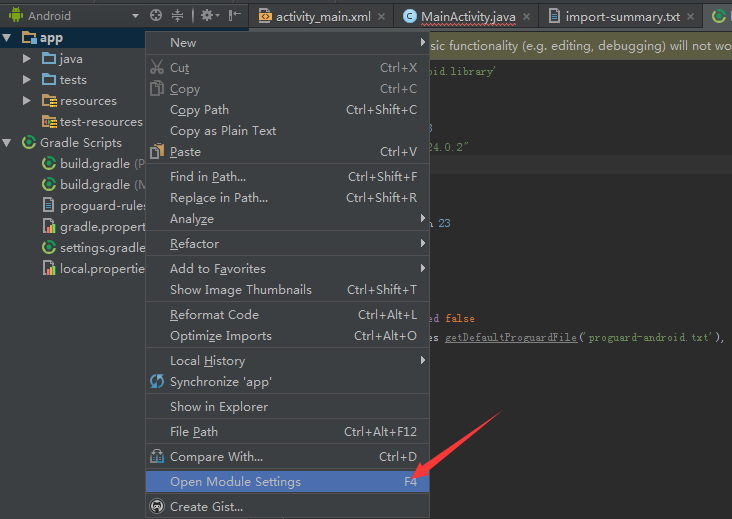 Android
activity_main.xml
MainActivity.java
import-summary.txt
app
java
tests
resources
test-resources
Gradle Scripts
build.gradle (P
build.gradle (M
proguard-rules
gradle.propert
settings.gradle
local.propertie
New
Cut Ctrl+X
Copy Ctrl+C
Copy Path Ctrl+Shift+C
Copy as Plain Text
Paste Ctrl+V
Find in Path... Ctrl+Shift+F
Replace in Path... Ctrl+Shift+R
Analyze
Refactor
Add to Favorites
Show Image Thumbnails Ctrl+Shift+T
Reformat Code Ctrl+Alt+L
Optimize Imports Ctrl+Alt+O
Local History
Synchronize 'app'
Show in Explorer
File Path Ctrl+Alt+F12
Compare With... Ctrl+D
Open Module Settings F4
Create Gist...
sic functionality (e.g. editing, debugging) will not wo
oid.library'
3
24.0.2"
n 23
ed false
es getDefaultProguardFile('proguard-android.txt'),